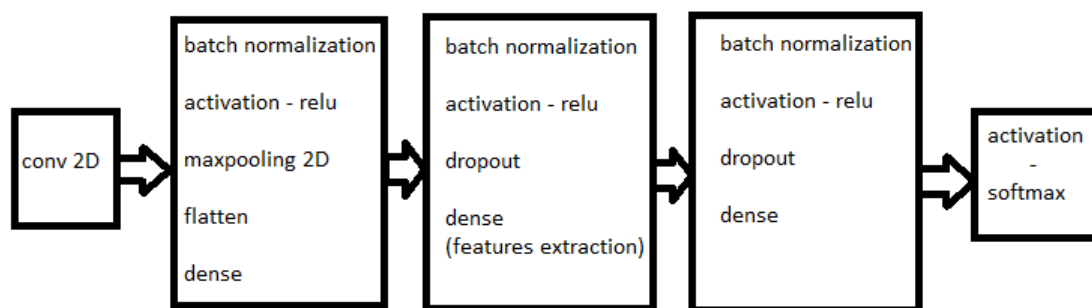 conv 2D
batch normalization
activation - relu
maxpooling 2D
flatten
dense
batch normalization
activation - relu
dropout
dense
(features extraction)
batch normalization
activation - relu
dropout
dense
activation
-
softmax